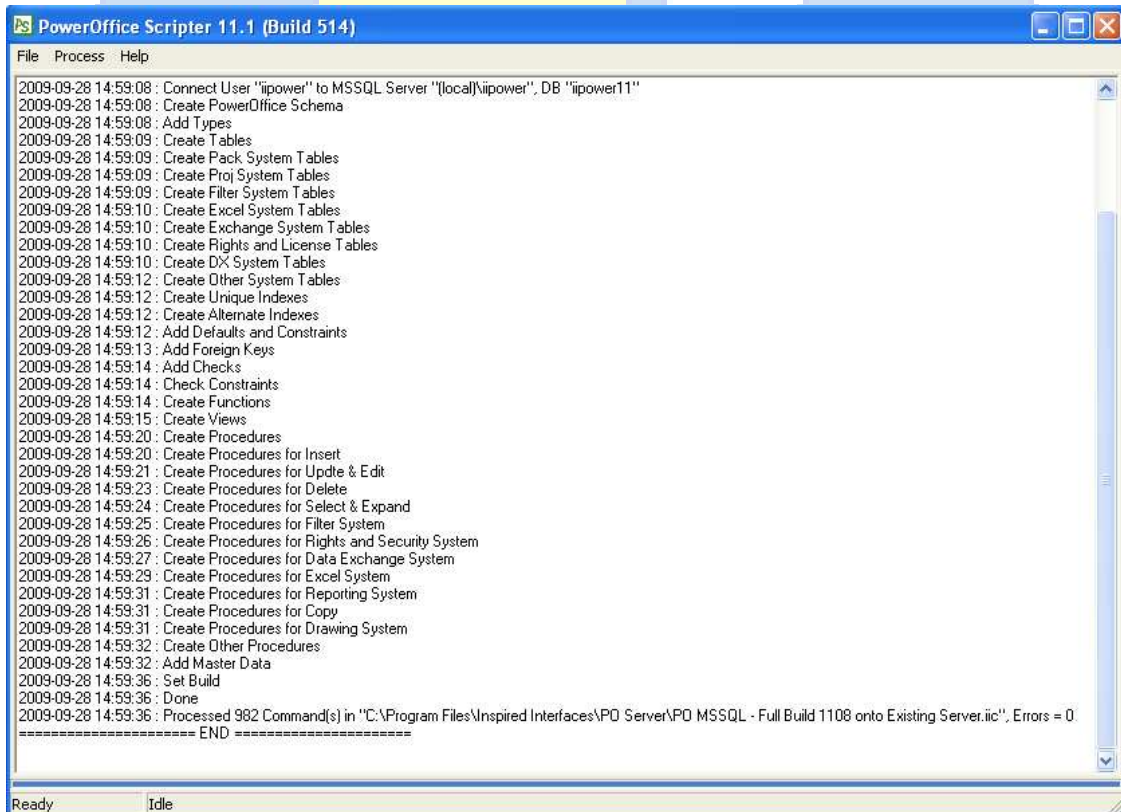 PS PowerOffice Scripter 11.1 (Build 514)
File Process Help
2009-09-28 14:59:08 : Connect User "iipower" to MSSQL Server "(local)\iipower", DB "iipower11"
2009-09-28 14:59:08 : Create PowerOffice Schema
2009-09-28 14:59:08 : Add Types
2009-09-28 14:59:09 : Create Tables
2009-09-28 14:59:09 : Create Pack System Tables
2009-09-28 14:59:09 : Create Proj System Tables
2009-09-28 14:59:09 : Create Filter System Tables
2009-09-28 14:59:10 : Create Excel System Tables
2009-09-28 14:59:10 : Create Exchange System Tables
2009-09-28 14:59:10 : Create Rights and License Tables
2009-09-28 14:59:10 : Create DX System Tables
2009-09-28 14:59:12 : Create Other System Tables
2009-09-28 14:59:12 : Create Unique Indexes
2009-09-28 14:59:12 : Create Alternate Indexes
2009-09-28 14:59:12 : Add Defaults and Constraints
2009-09-28 14:59:13 : Add Foreign Keys
2009-09-28 14:59:14 : Add Checks
2009-09-28 14:59:14 : Check Constraints
2009-09-28 14:59:14 : Create Functions
2009-09-28 14:59:15 : Create Views
2009-09-28 14:59:20 : Create Procedures
2009-09-28 14:59:20 : Create Procedures for Insert
2009-09-28 14:59:21 : Create Procedures for Updte & Edit
2009-09-28 14:59:23 : Create Procedures for Delete
2009-09-28 14:59:24 : Create Procedures for Select & Expand
2009-09-28 14:59:25 : Create Procedures for Filter System
2009-09-28 14:59:26 : Create Procedures for Rights and Security System
2009-09-28 14:59:27 : Create Procedures for Data Exchange System
2009-09-28 14:59:29 : Create Procedures for Excel System
2009-09-28 14:59:31 : Create Procedures for Reporting System
2009-09-28 14:59:31 : Create Procedures for Copy
2009-09-28 14:59:31 : Create Procedures for Drawing System
2009-09-28 14:59:32 : Create Other Procedures
2009-09-28 14:59:32 : Add Master Data
2009-09-28 14:59:36 : Set Build
2009-09-28 14:59:36 : Done
2009-09-28 14:59:36 : Processed 982 Command(s) in "C:\Program Files\Inspired Interfaces\PO Server\PO MSSQL - Full Build 1108 onto Existing Server.iic", Errors = 0
====================== END ======================
Ready Idle